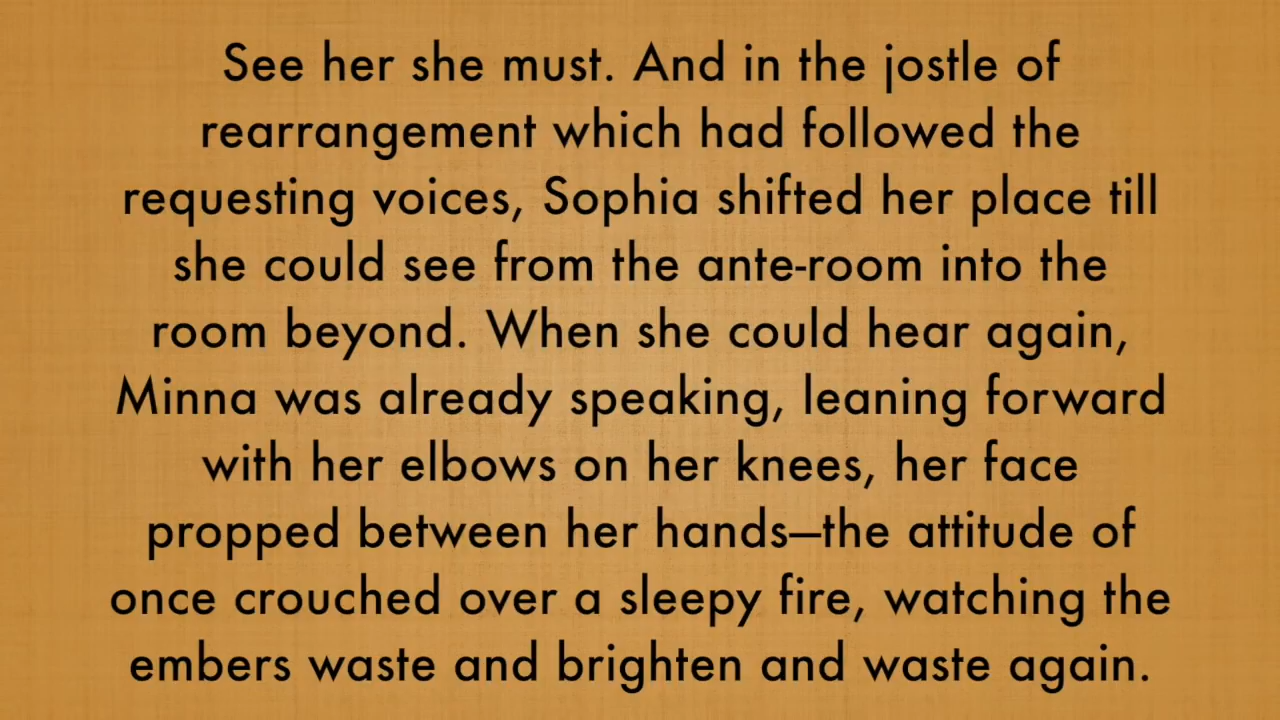 See her she must. And in the jostle of
rearrangement which had followed the
requesting voices, Sophia shifted her place till
she could see from the ante-room into the
room beyond. When she could hear again,
Minna was already speaking, leaning forward
with her elbows on her knees, her face
propped between her hands—the attitude of
once crouched over a sleepy fire, watching the
embers waste and brighten and waste again.